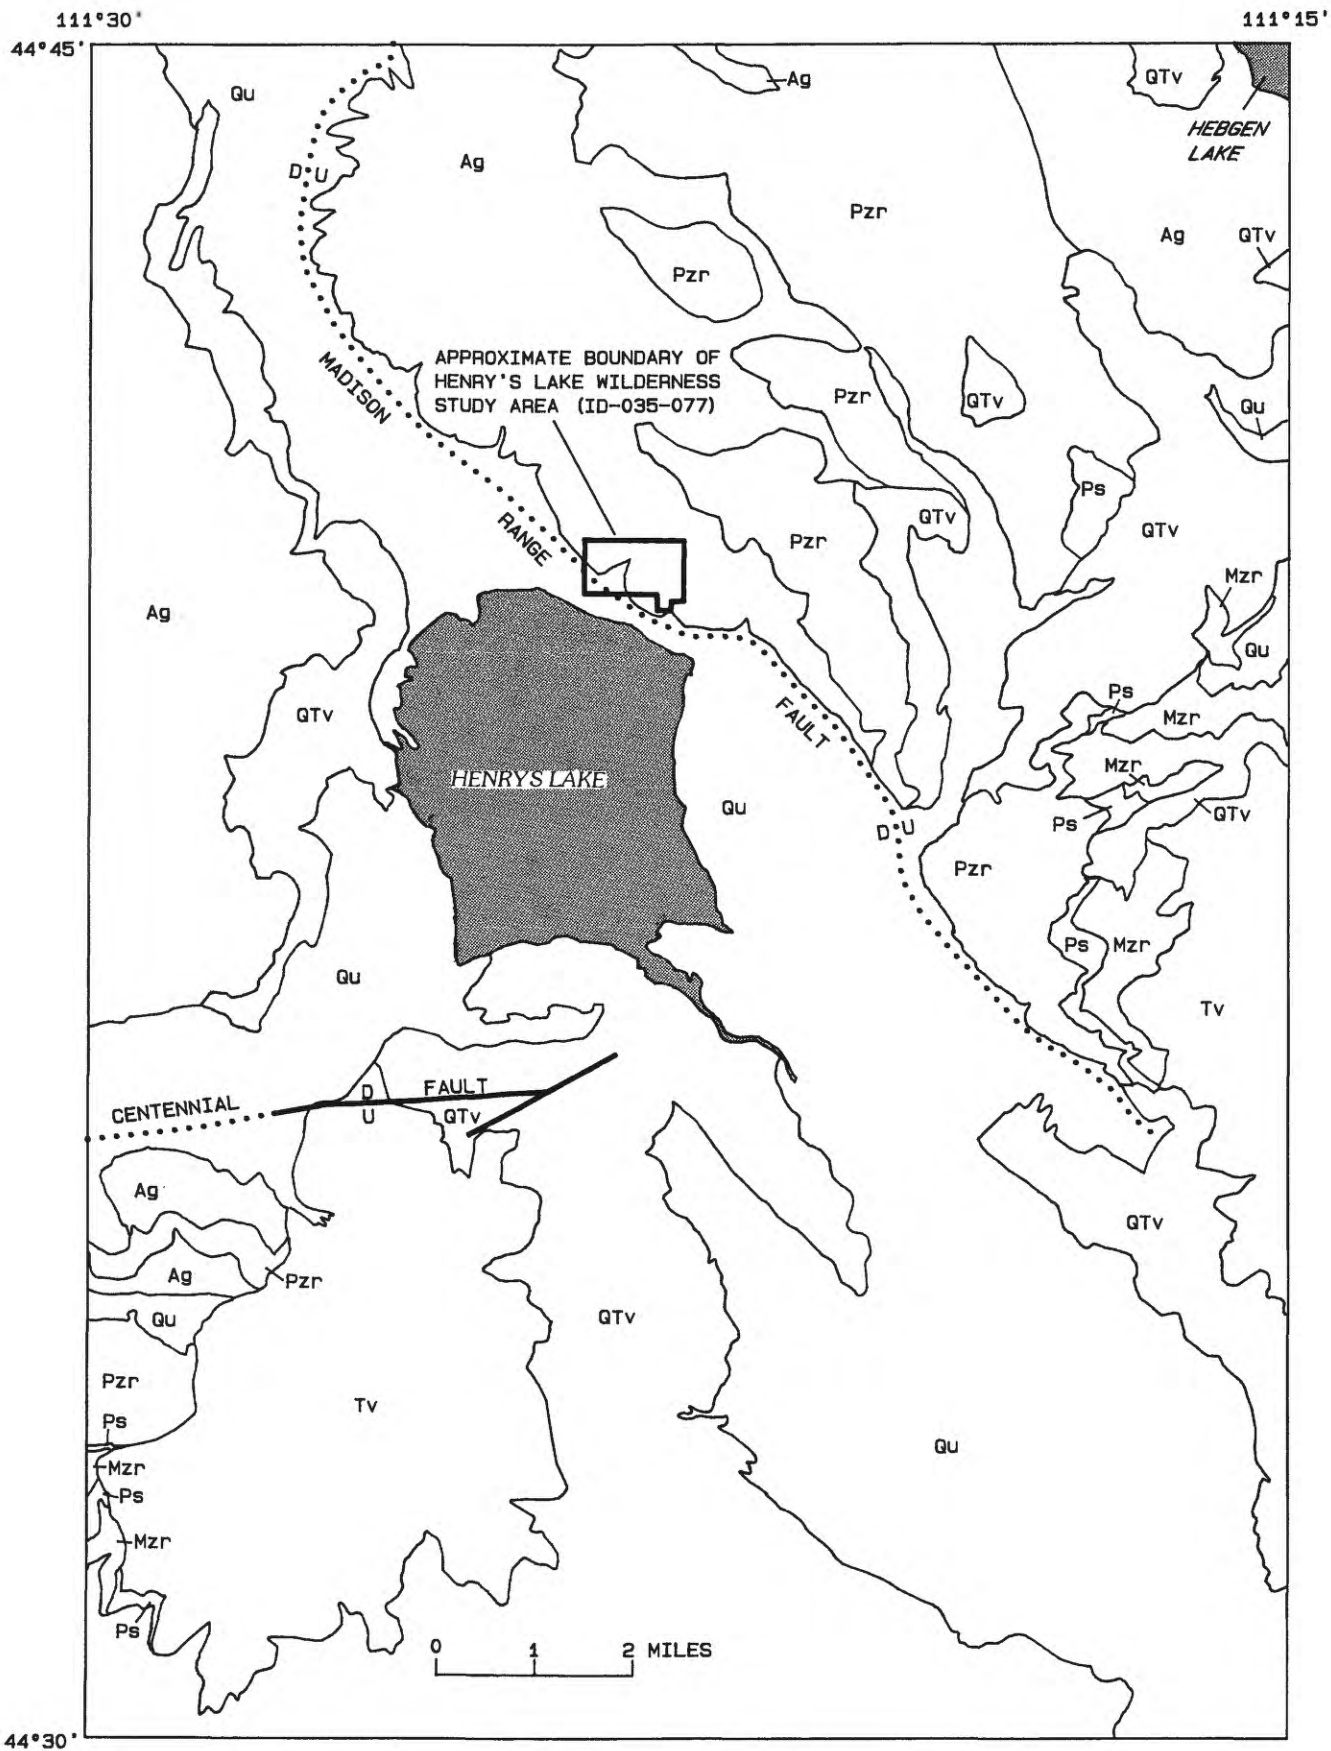 111°30'
111°15'
44°45'
Qu
Ag
QTv
HEBGEN
LAKE
D U
Ag
Pzr
Ag
QTv
Pzr
MADISON
APPROXIMATE BOUNDARY OF
HENRY'S LAKE WILDERNESS
STUDY AREA (ID-035-077)
Pzr
QTv
Qu
Ps
RANGE
Pzr
QTv
QTv
Mzr
Ag
Qu
QTv
FAULT
Ps
Mzr
HENRYS LAKE
Qu
Mzr
D U
Ps
QTv
Pzr
Ps
Mzr
Qu
Tv
CENTENNIAL
D
FAULT
U
QTv
Ag
QTv
Ag
Pzr
Qu
QTv
Pzr
Tv
Ps
Mzr
Qu
Ps
Mzr
Ps
0 1 2 MILES
44°30'